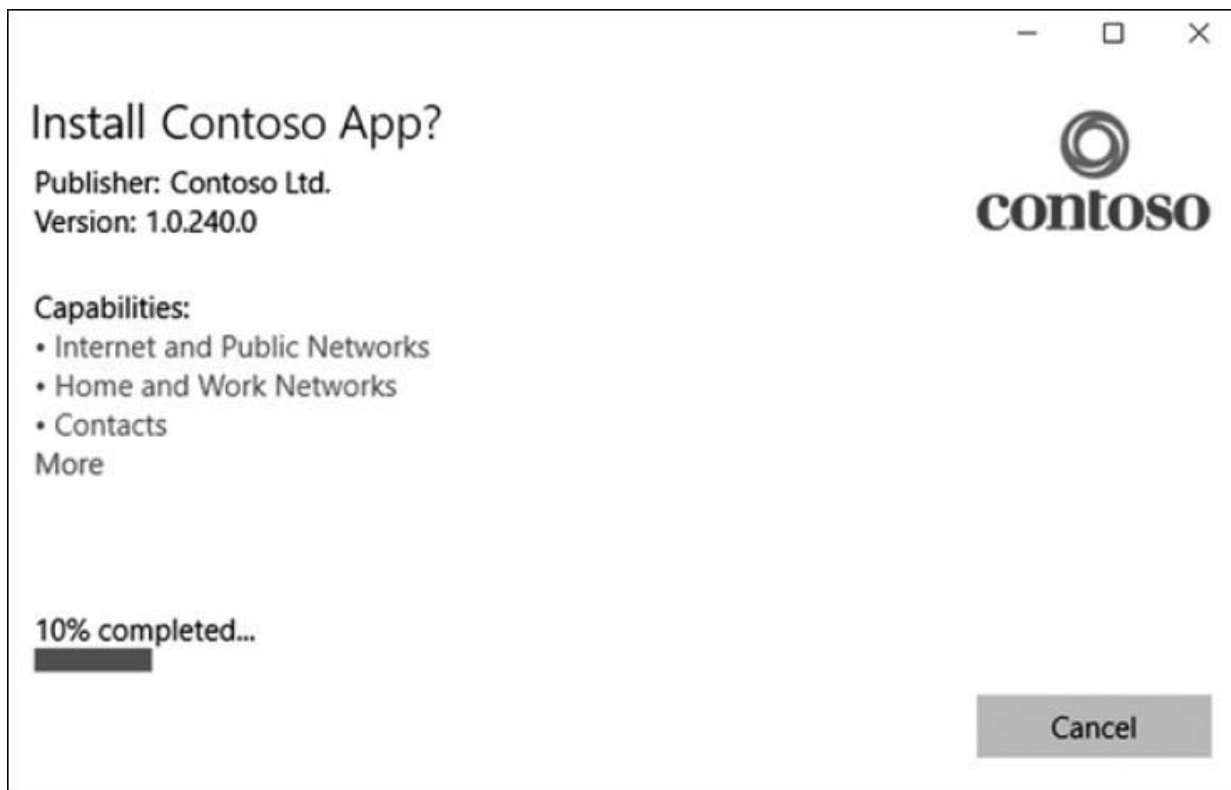 Install Contoso App?
Publisher: Contoso Ltd.
Version: 1.0.240.0
contoso
Capabilities:
• Internet and Public Networks
• Home and Work Networks
• Contacts
More
10% completed...
Cancel